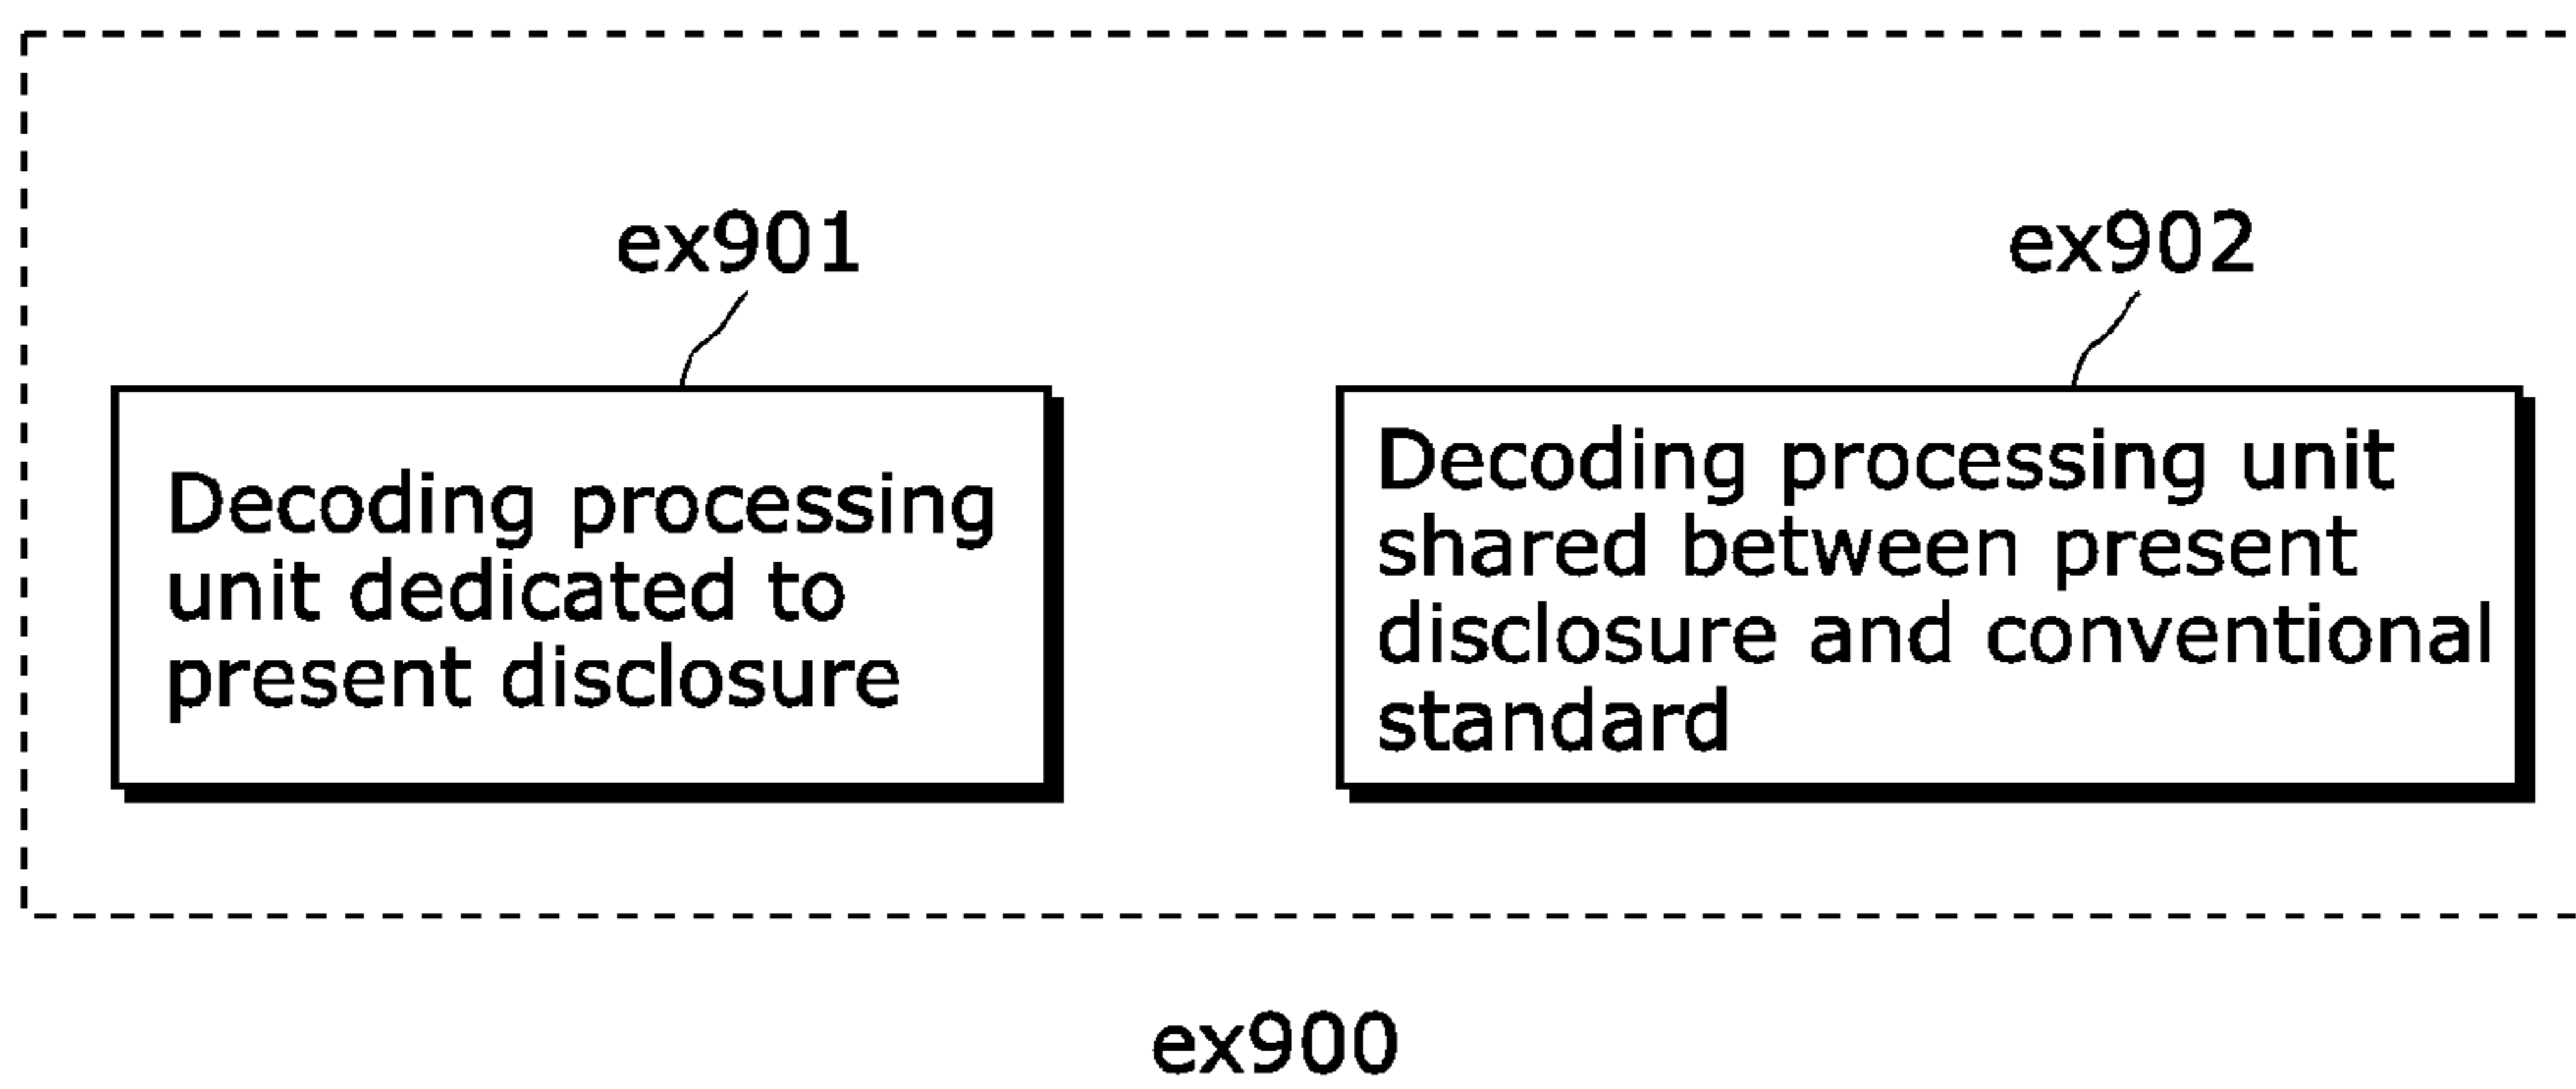 ex901
ex902
Decoding processing
unit dedicated to
present disclosure
Decoding processing unit
shared between present
disclosure and conventional
standard
ex900